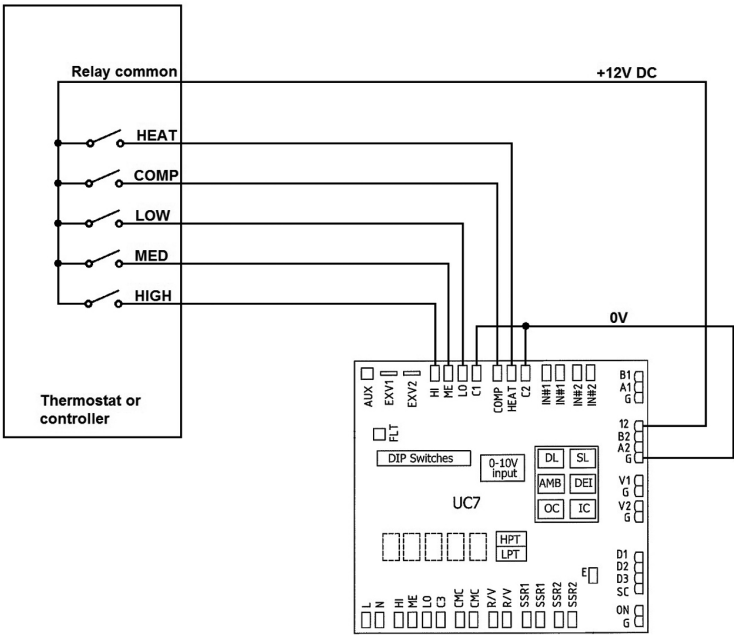 Relay common
+12V DC
HEAT
COMP
LOW
MED
HIGH
0V
Thermostat or
controller
AUX
EXV1
EXV2
HI
ME
LO
C1
COMP
HEAT
C2
IN#1
IN#1
IN#2
IN#2
B1
A1
G
FLT
12
B2
A2
G
DIP Switches
0-10V
input
DL SL
AMB DEI
OC IC
UC7
V1
G
V2
G
HPT
LPT
E
D1
D2
D3
SC
ON
G
L
N
HI
ME
LO
C3
CMC
CMC
R/V
R/V
SSR1
SSR1
SSR2
SSR2